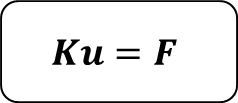 Ku = F